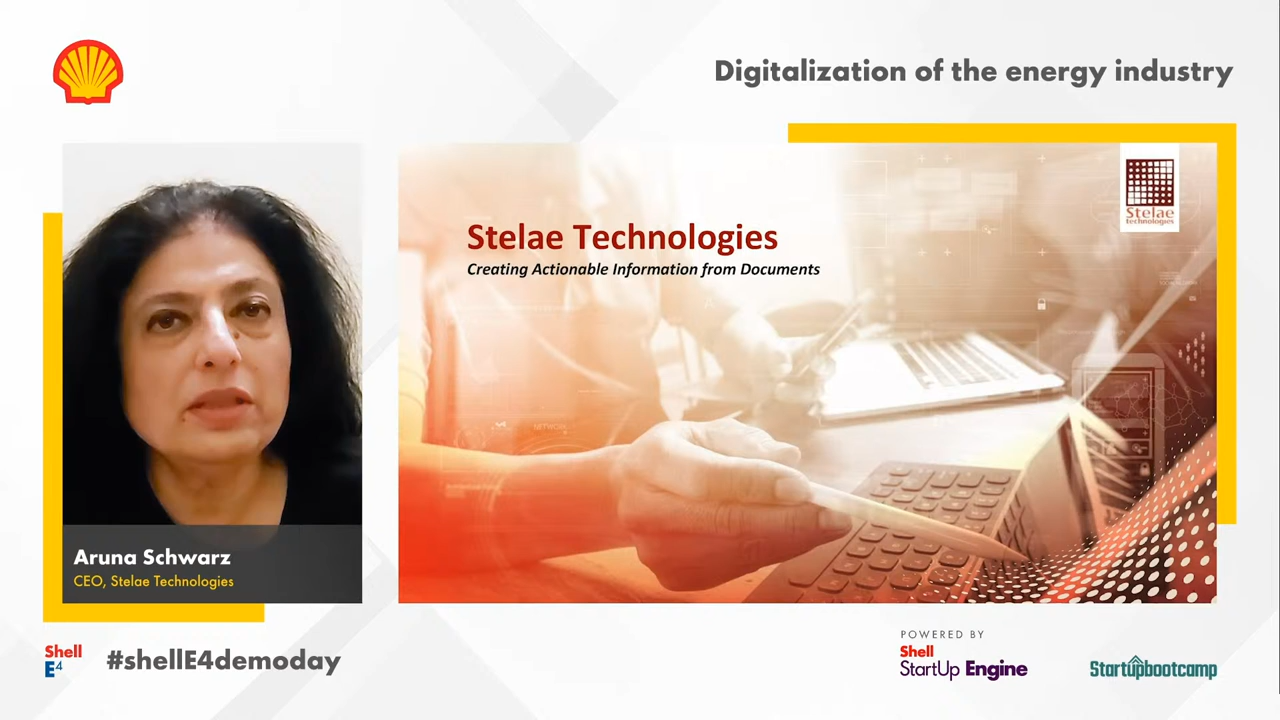 Digitalization of the energy industry
Stelae
technologies
Stelae Technologies
Creating Actionable Information from Documents
NETWORK
Aruna Schwarz
CEO, Stelae Technologies
Shell
E4
#shellE4demoday
POWERED BY
Shell
StartUp Engine
Startupbootcamp